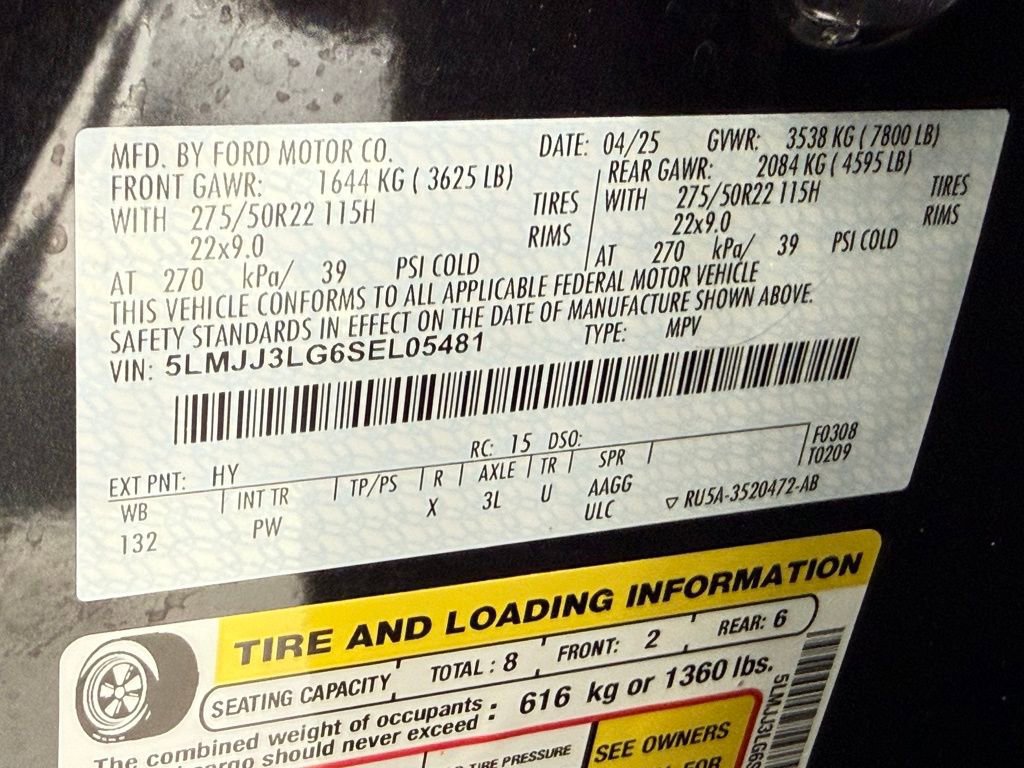 MFD. BY FORD MOTOR CO. DATE: 04/25 GVWR: 3538 KG ( 7800 LB)
FRONT GAWR: 1644 KG ( 3625 LB) REAR GAWR: 2084 KG ( 4595 LB)
WITH 275/50R22 115H TIRES WITH 275/50R22 115H TIRES
22x9.0 RIMS 22x9.0 RIMS
AT 270 kPa/ 39 PSI COLD AT 270 kPa/ 39 PSI COLD
THIS VEHICLE CONFORMS TO ALL APPLICABLE FEDERAL MOTOR VEHICLE
SAFETY STANDARDS IN EFFECT ON THE DATE OF MANUFACTURE SHOWN ABOVE.
VIN: 5LMJJ3LG6SEL05481 TYPE: MPV
EXT PNT: HY RC: 15 DSO: F0308
T0209
WB INT TR TP/PS R AXLE TR SPR
132 PW X 3L U AAGG
ULC ▽ RU5A-3520472-AB
TIRE AND LOADING INFORMATION
SEATING CAPACITY TOTAL : 8 FRONT: 2 REAR: 6
The combined weight of occupants
cargo should never exceed : 616 kg or 1360 lbs.
TIRE PRESSURE
SEE OWNERS
FOR
5LMJJ3LG6S